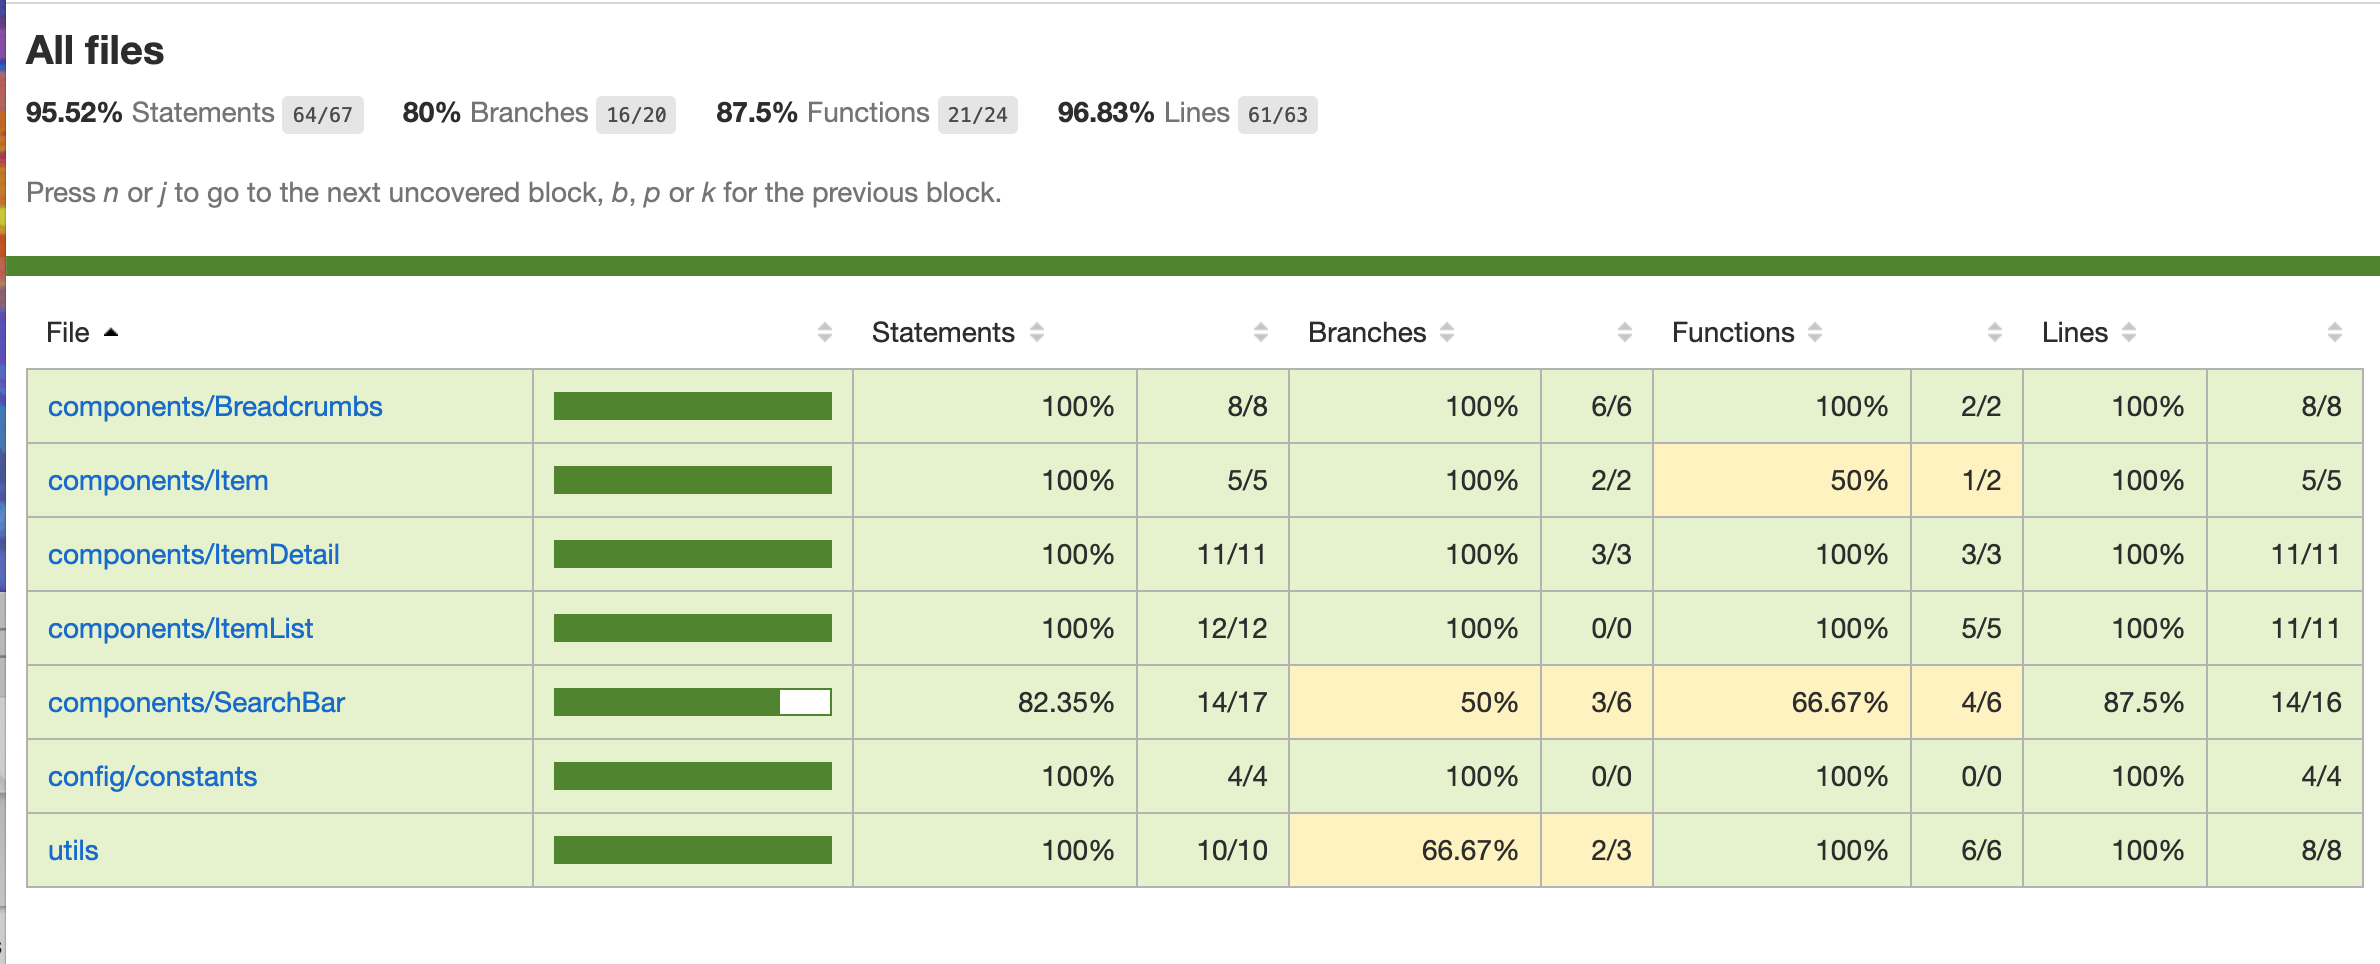 All files
95.52% Statements 64/67 80% Branches 16/20 87.5% Functions 21/24 96.83% Lines 61/63
Press n or j to go to the next uncovered block, b, p or k for the previous block.
File Statements Branches Functions Lines
components/Breadcrumbs 100% 8/8 100% 6/6 100% 2/2 100% 8/8
components/Item 100% 5/5 100% 2/2 50% 1/2 100% 5/5
components/ItemDetail 100% 11/11 100% 3/3 100% 3/3 100% 11/11
components/ItemList 100% 12/12 100% 0/0 100% 5/5 100% 11/11
components/SearchBar 82.35% 14/17 50% 3/6 66.67% 4/6 87.5% 14/16
config/constants 100% 4/4 100% 0/0 100% 0/0 100% 4/4
utils 100% 10/10 66.67% 2/3 100% 6/6 100% 8/8